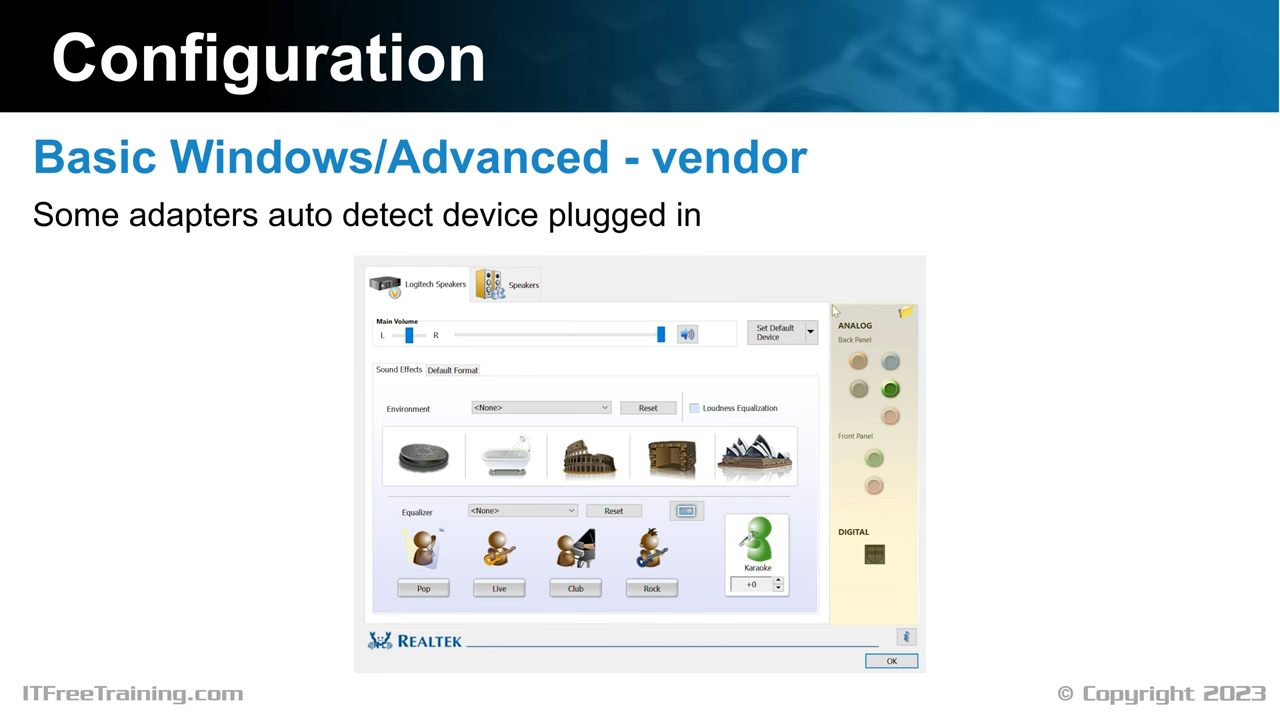 Configuration
Basic Windows/Advanced - vendor
Some adapters auto detect device plugged in
Logitech Speakers
Speakers
Main Volume
L R
Set Default
Device
ANALOG
Back Panel
Sound Effects Default Format
Environment <None> Reset Loudness Equalization
Front Panel
Equalizer <None> Reset
DIGITAL
Karaoke
+0
Pop Live Club Rock
REALTEK
OK
ITFreeTraining.com
© Copyright 2023